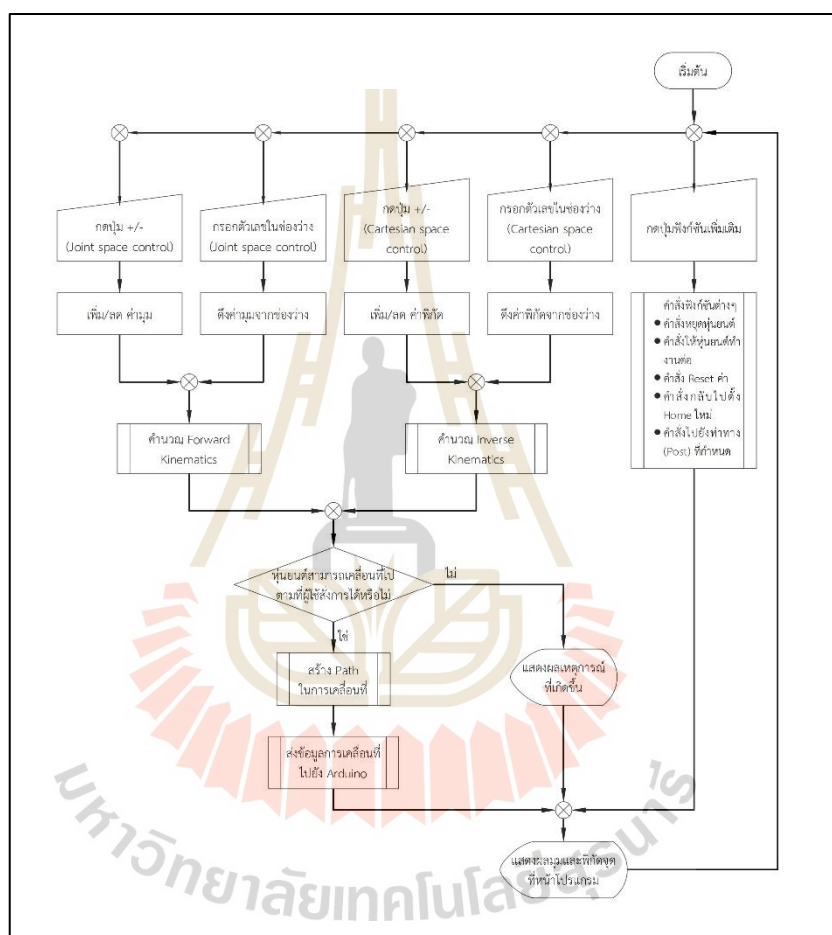 เริ่มต้น
กดปุ่ม +/-
(Joint space control)
กรอกตัวเลขในช่องว่าง
(Joint space control)
กดปุ่ม +/-
(Cartesian space
control)
กรอกตัวเลขในช่องว่าง
(Cartesian space
control)
กดปุ่มฟังก์ชันเพิ่มเติม
เพิ่ม/ลด ค่ามุม
ดึงค่ามุมจากช่องว่าง
เพิ่ม/ลด ค่าพิกัด
ดึงค่าพิกัดจากช่องว่าง
คำสั่งฟังก์ชันต่างๆ
● คำสั่งหยุดหุ่นยนต์
● คำสั่งให้หุ่นยนต์ทำ
งานต่อ
● คำสั่ง Reset ค่า
● คำสั่งกลับไปตั้ง
Home ใหม่
● คำสั่งไปยังท่าทาง
(Post) ที่กำหนด
คำนวณ Forward
Kinematics
คำนวณ Inverse
Kinematics
หุ่นยนต์สามารถเคลื่อนที่ไป
ตามที่ผู้ใช้สั่งการได้หรือไม่
ไม่
ใช่
สร้าง Path
ในการเคลื่อนที่
แสดงผลเหตุการณ์
ที่เกิดขึ้น
ส่งข้อมูลการเคลื่อนที่
ไปยัง Arduino
แสดงผลมุมและพิกัดจุด
ที่หน้าโปรแกรม
มหาวิทยาลัยเทคโนโลยีสุรนารี